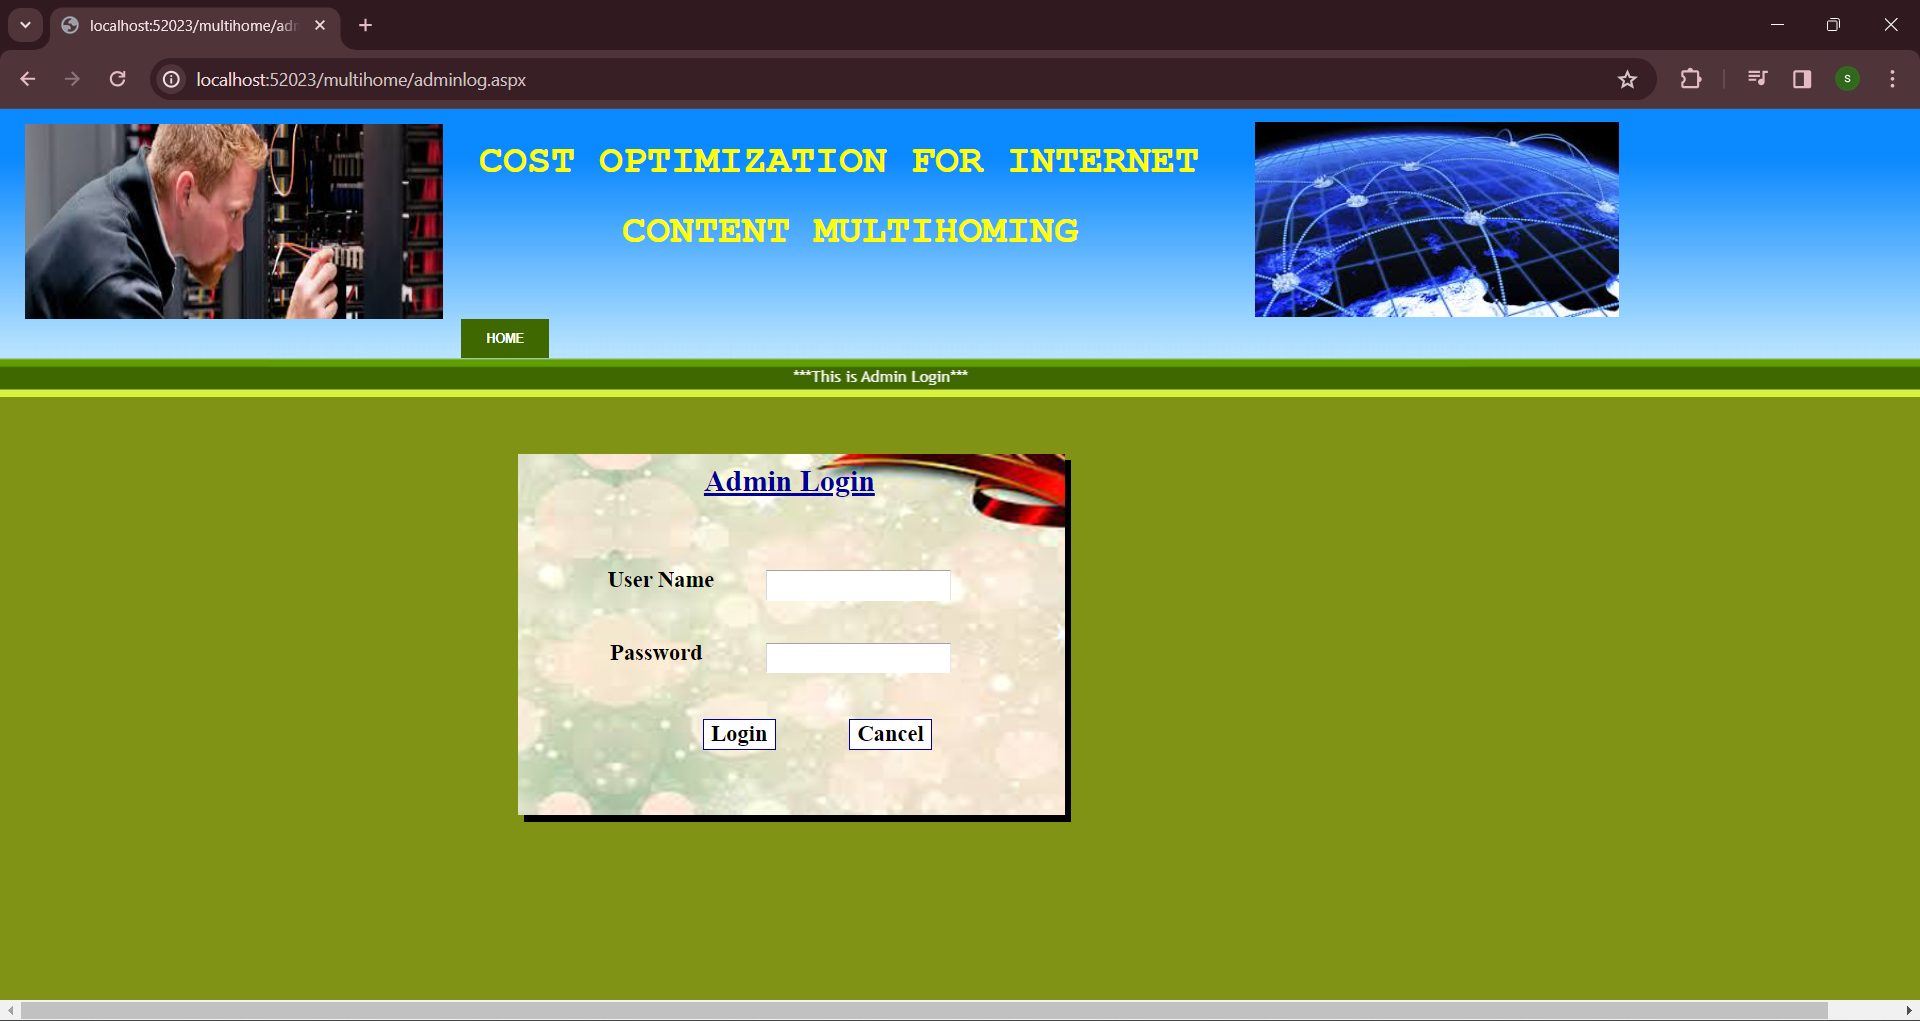 localhost:52023/multihome/adm
localhost:52023/multihome/adminlog.aspx
S
COST OPTIMIZATION FOR INTERNET
CONTENT MULTIHOMING
HOME
***This is Admin Login***
Admin Login
User Name
Password
Login
Cancel